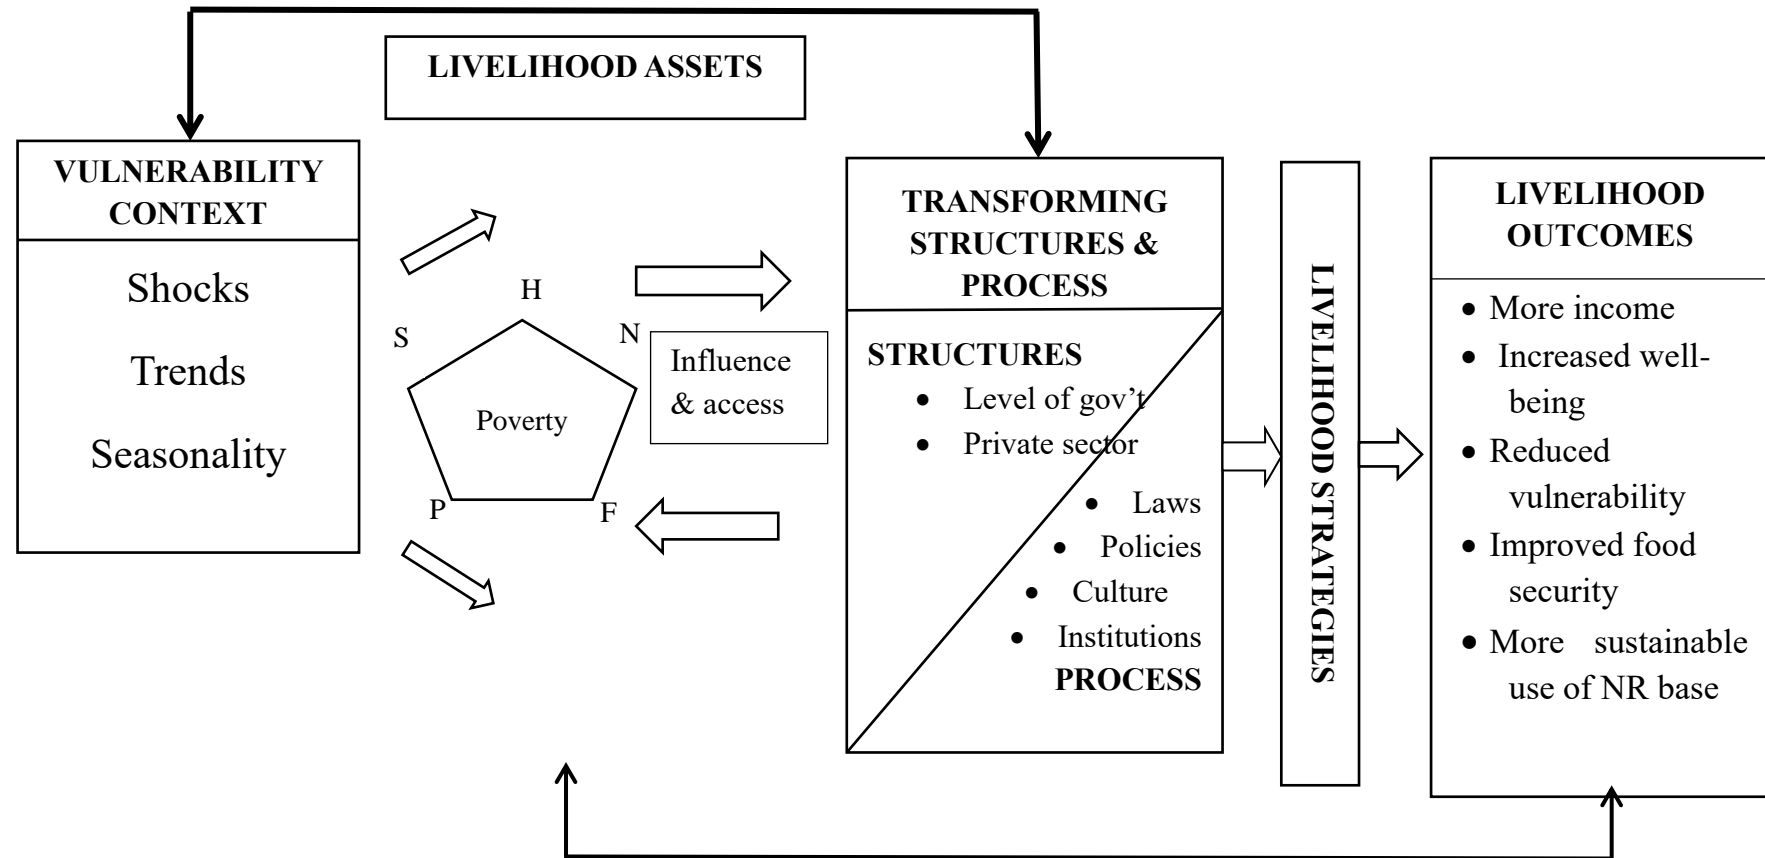 LIVELIHOOD ASSETS
VULNERABILITY
CONTEXT
Shocks
Trends
Seasonality
H
S
N
Poverty
P
F
Influence
& access
TRANSFORMING
STRUCTURES &
PROCESS
STRUCTURES
• Level of gov’t
• Private sector
• Laws
• Policies
• Culture
• Institutions
PROCESS
LIVELIHOOD STRATEGIES
LIVELIHOOD
OUTCOMES
• More income
• Increased well-
being
• Reduced
vulnerability
• Improved food
security
• More sustainable
use of NR base